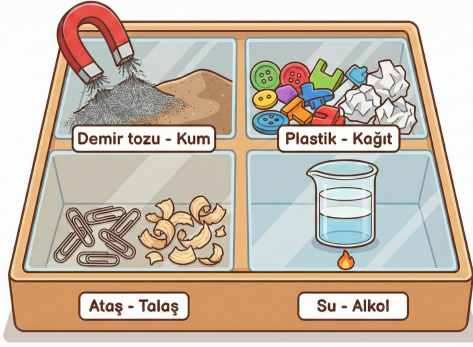 Demir tozu - Kum
Plastik - Kağıt
Ataş - Talaş
Su - Alkol